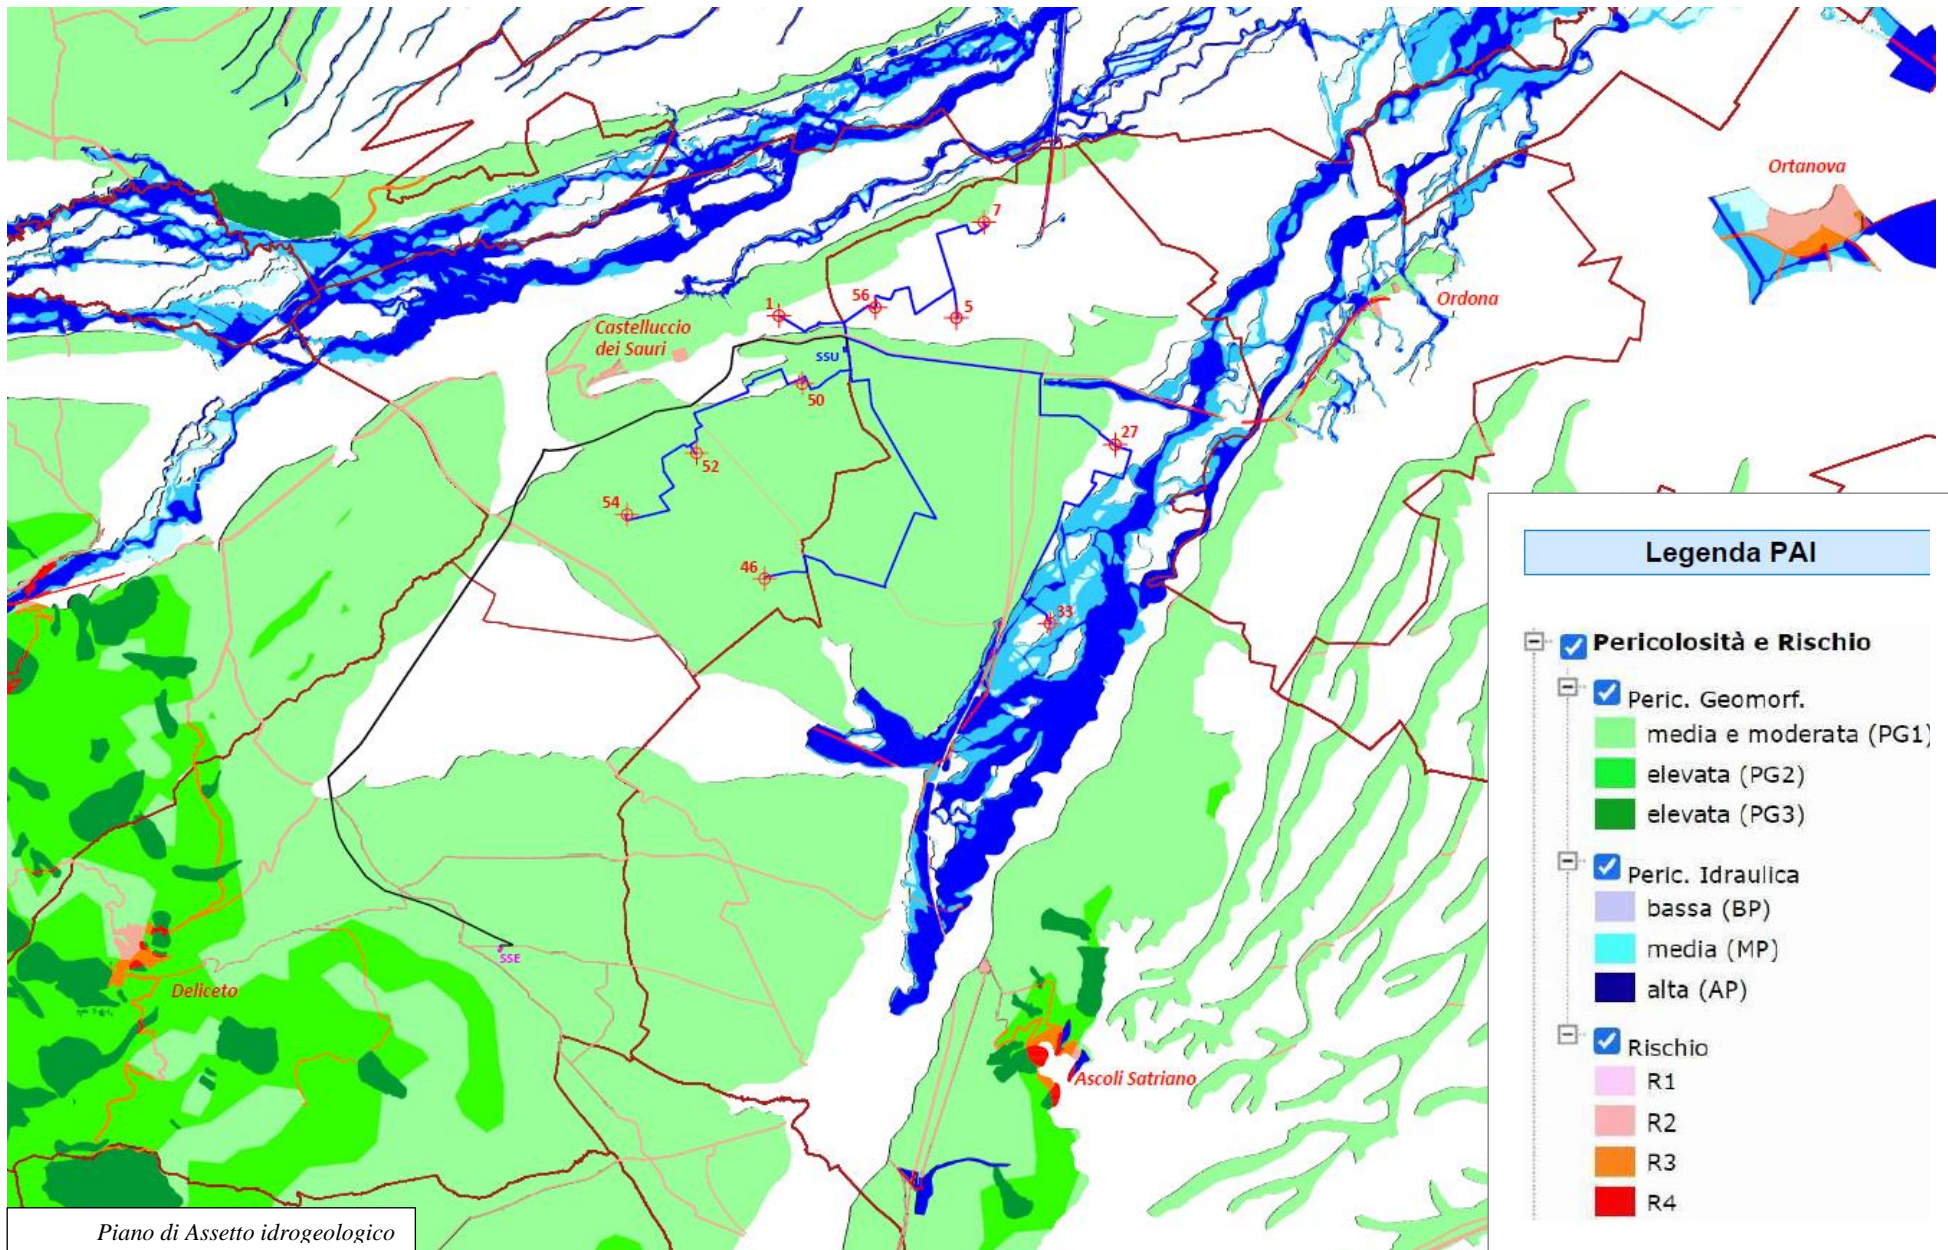 Ortanova
7
1
56
5
Ordona
Castelluccio
dei Sauri
SSU
50
27
52
54
46
33
SSE
Deliceto
Ascoli Satriano
Legenda PAI
Pericolosità e Rischio
Peric. Geomorf.
media e moderata (PG1)
elevata (PG2)
elevata (PG3)
Peric. Idraulica
bassa (BP)
media (MP)
alta (AP)
Rischio
R1
R2
R3
R4
Piano di Assetto idrogeologico